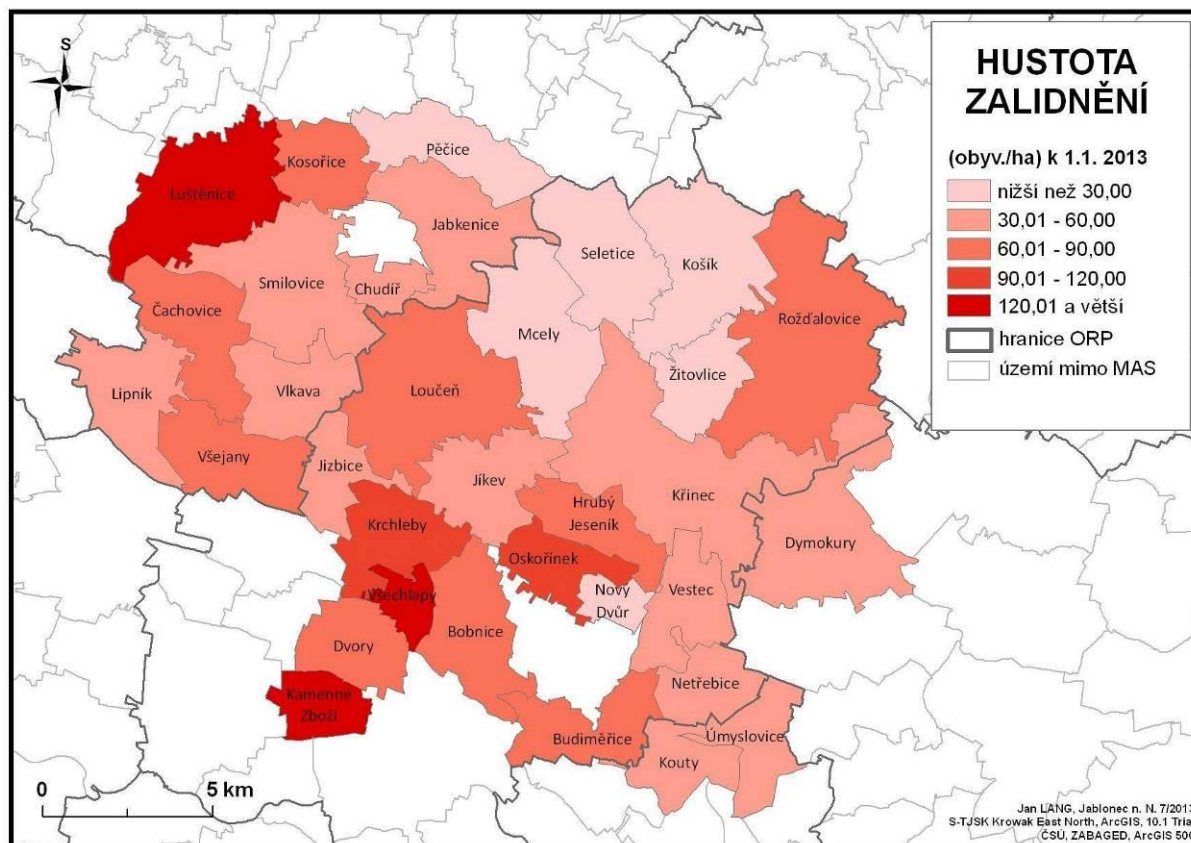 S
HUSTOTA
ZALIDNĚNÍ
(obyv./ha) k 1.1. 2013
nižší než 30,00
30,01 - 60,00
60,01 - 90,00
90,01 - 120,00
120,01 a větší
hranice ORP
území mimo MAS
Pěčice
Kosořice
Luštěnice
Jabkenice
Seletice
Košík
Smilovice
Chudíř
Čachovice
Rožďalovice
Mcely
Žitovlice
Lipník
Vlkava
Loučeň
Všejany
Jizbice
Jíkev
Křinec
Hrubý
Jeseník
Krchleby
Dymokury
Oskořínek
Nový
Dvůr
Vestec
Všechlapy
Bobnice
Dvory
Netřebice
Kamenné
Zboží
Budiměřice
Úmyslovice
Kouty
0
5 km
Jan LANG, Jablonec n. N. 7/2013
S-TJSK Krowak East North, ArcGIS, 10.1 Tria
ČSÚ, ZABAGED, ArcGIS 500